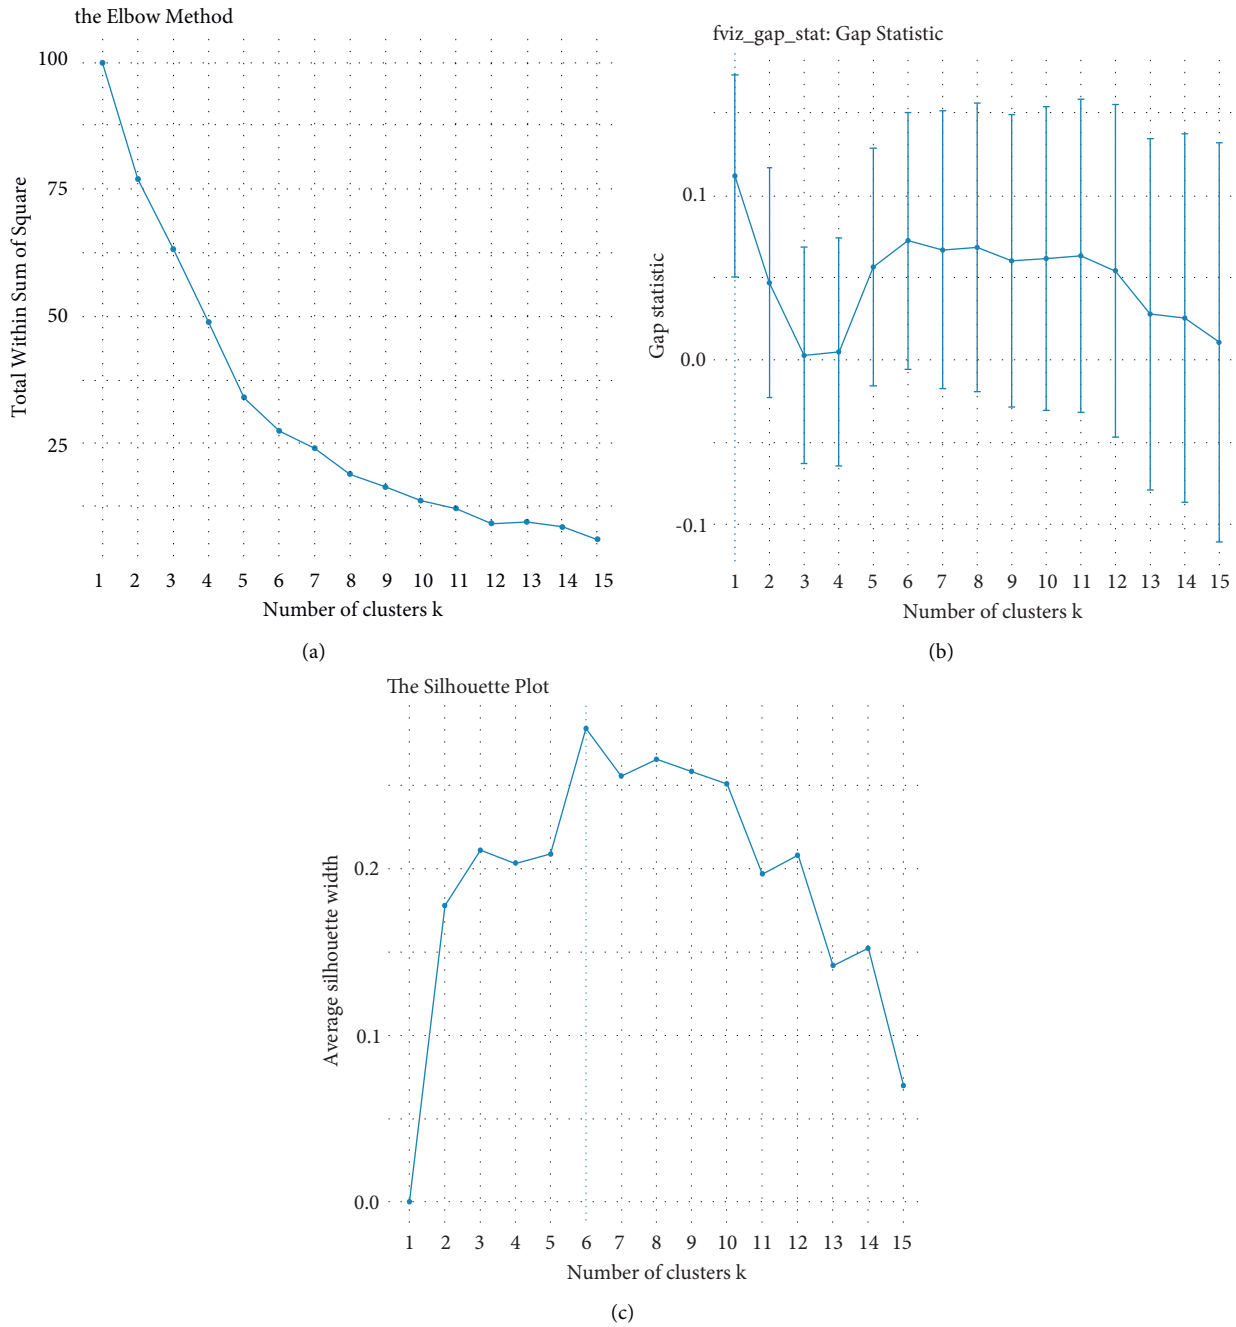 the Elbow Method
100
75
50
25
Total Within Sum of Square
1 2 3 4 5 6 7 8 9 10 11 12 13 14 15
Number of clusters k
(a)
fviz_gap_stat: Gap Statistic
0.1
0.0
-0.1
Gap statistic
1 2 3 4 5 6 7 8 9 10 11 12 13 14 15
Number of clusters k
(b)
The Silhouette Plot
0.2
0.1
0.0
Average silhouette width
1 2 3 4 5 6 7 8 9 10 11 12 13 14 15
Number of clusters k
(c)